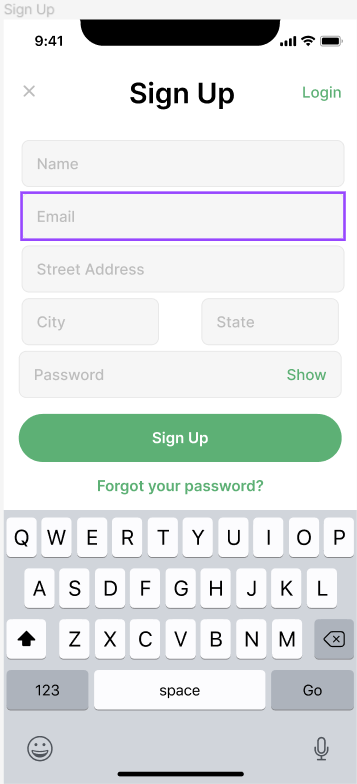 Sign Up
9:41
Sign Up
Login
Name
Email
Street Address
City State
Password Show
Sign Up
Forgot your password?
Q W E R T Y U I O P
A S D F G H J K L
Z X C V B N M
123 space Go